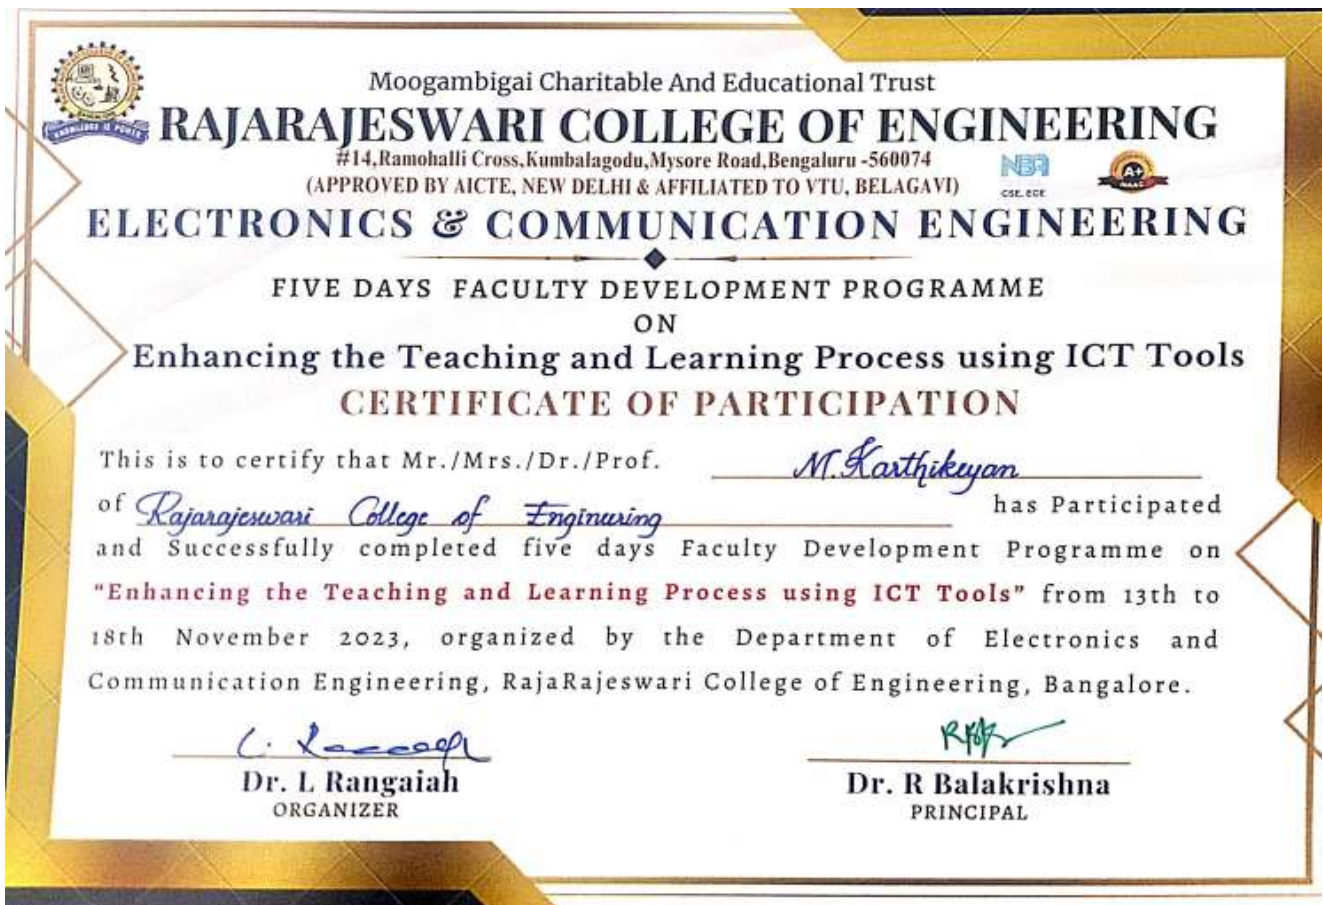 Moogambigai Charitable And Educational Trust
RAJARAJESWARI COLLEGE OF ENGINEERING
KNOWLEDGE IS POWER
#14,Ramohalli Cross,Kumbalagodu,Mysore Road,Bengaluru -560074
(APPROVED BY AICTE, NEW DELHI & AFFILIATED TO VTU, BELAGAVI)
NBA
CSE, ECE
A+
NAAC
ELECTRONICS & COMMUNICATION ENGINEERING
FIVE DAYS FACULTY DEVELOPMENT PROGRAMME
ON
Enhancing the Teaching and Learning Process using ICT Tools
CERTIFICATE OF PARTICIPATION
This is to certify that Mr./Mrs./Dr./Prof. M. Karthikeyan
of Rajarajeswari College of Enginering has Participated
and Successfully completed five days Faculty Development Programme on
"Enhancing the Teaching and Learning Process using ICT Tools" from 13th to
18th November 2023, organized by the Department of Electronics and
Communication Engineering, RajaRajeswari College of Engineering, Bangalore.
Dr. L Rangaiah
ORGANIZER
Dr. R Balakrishna
PRINCIPAL